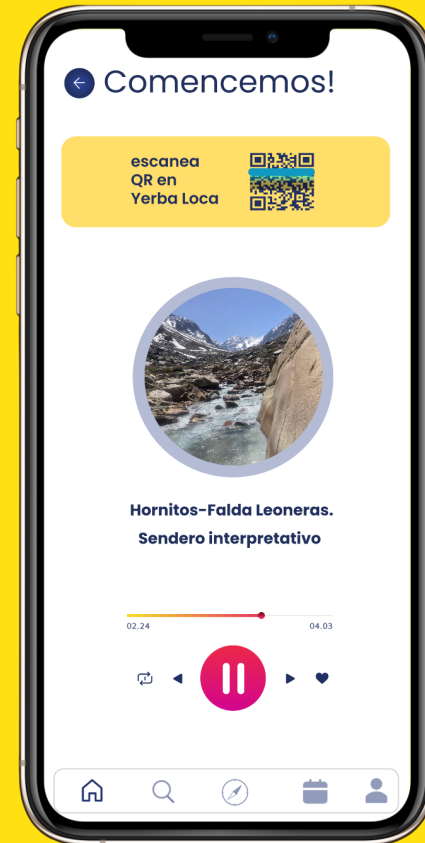 Comencemos!
escanea
QR en
Yerba Loca
Hornitos-Falda Leoneras.
Sendero interpretativo
02.24 04.03